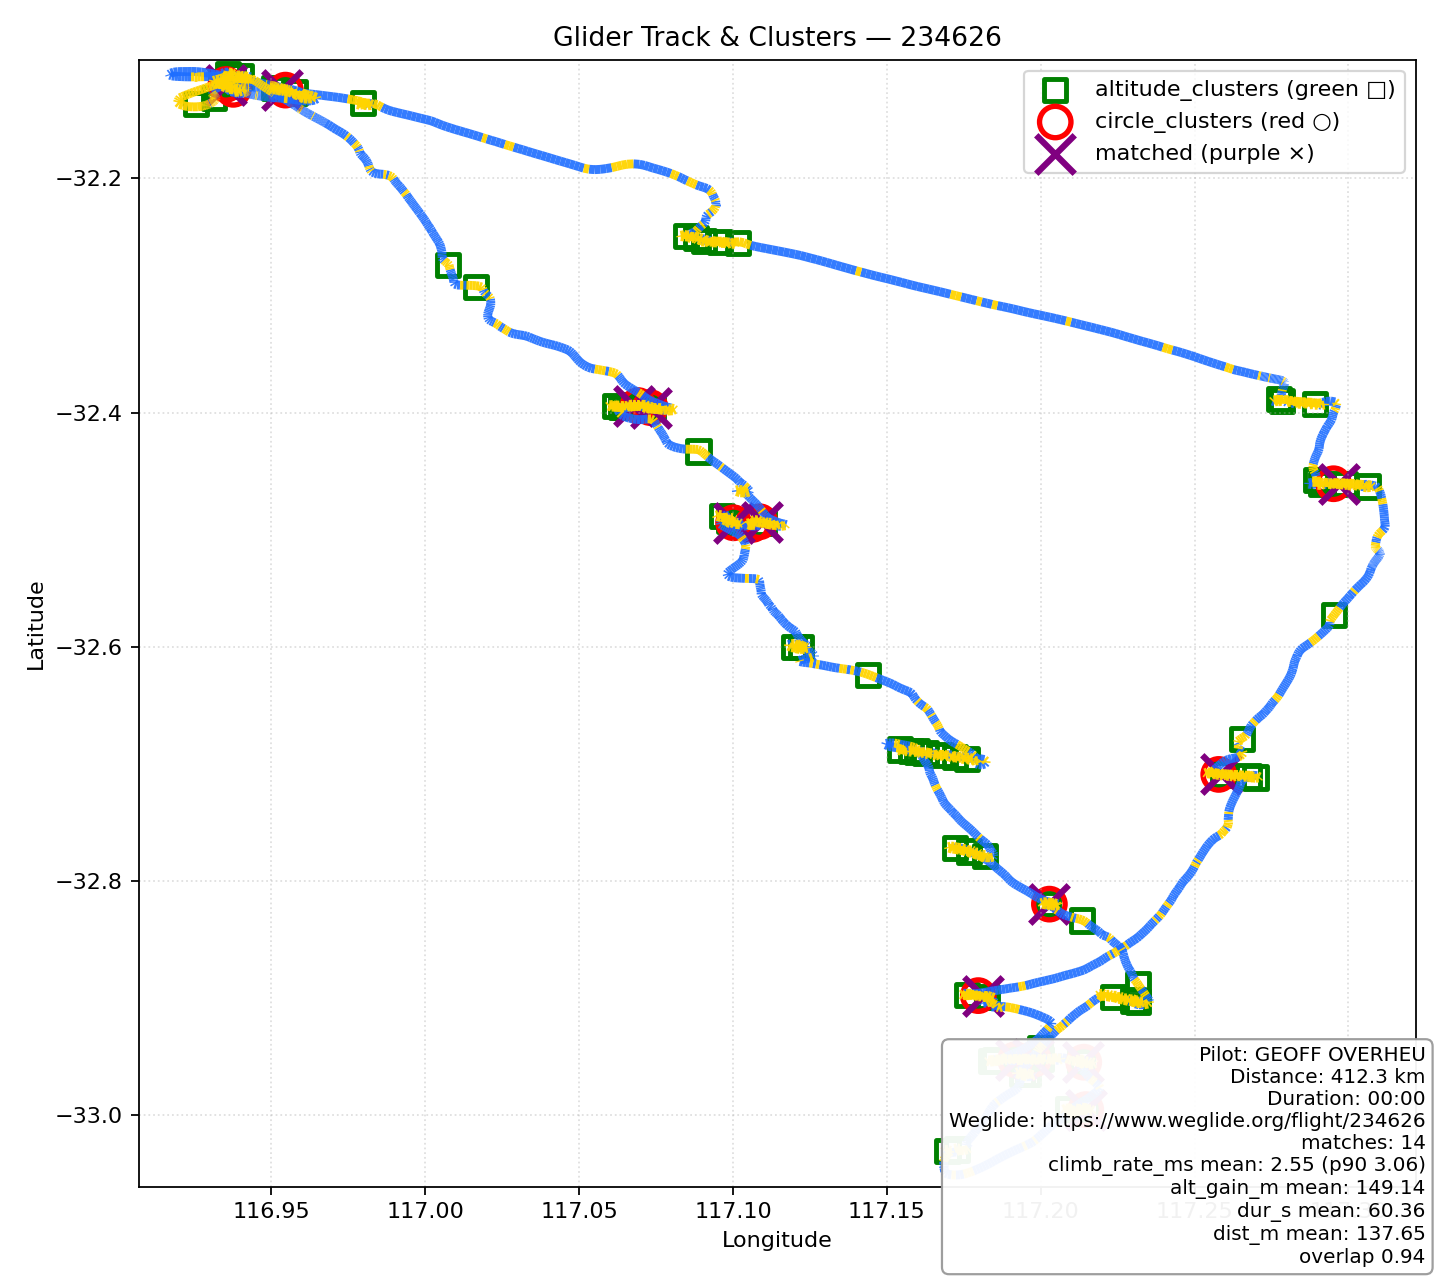 Glider Track & Clusters — 234626
altitude_clusters (green □)
circle_clusters (red ○)
matched (purple ×)
−32.2
−32.4
−32.6
−32.8
−33.0
Latitude
116.95
117.00
117.05
117.10
117.15
117.20
117.25
Longitude
Pilot: GEOFF OVERHEU
Distance: 412.3 km
Duration: 00:00
Weglide: https://www.weglide.org/flight/234626
matches: 14
climb_rate_ms mean: 2.55 (p90 3.06)
alt_gain_m mean: 149.14
dur_s mean: 60.36
dist_m mean: 137.65
overlap 0.94